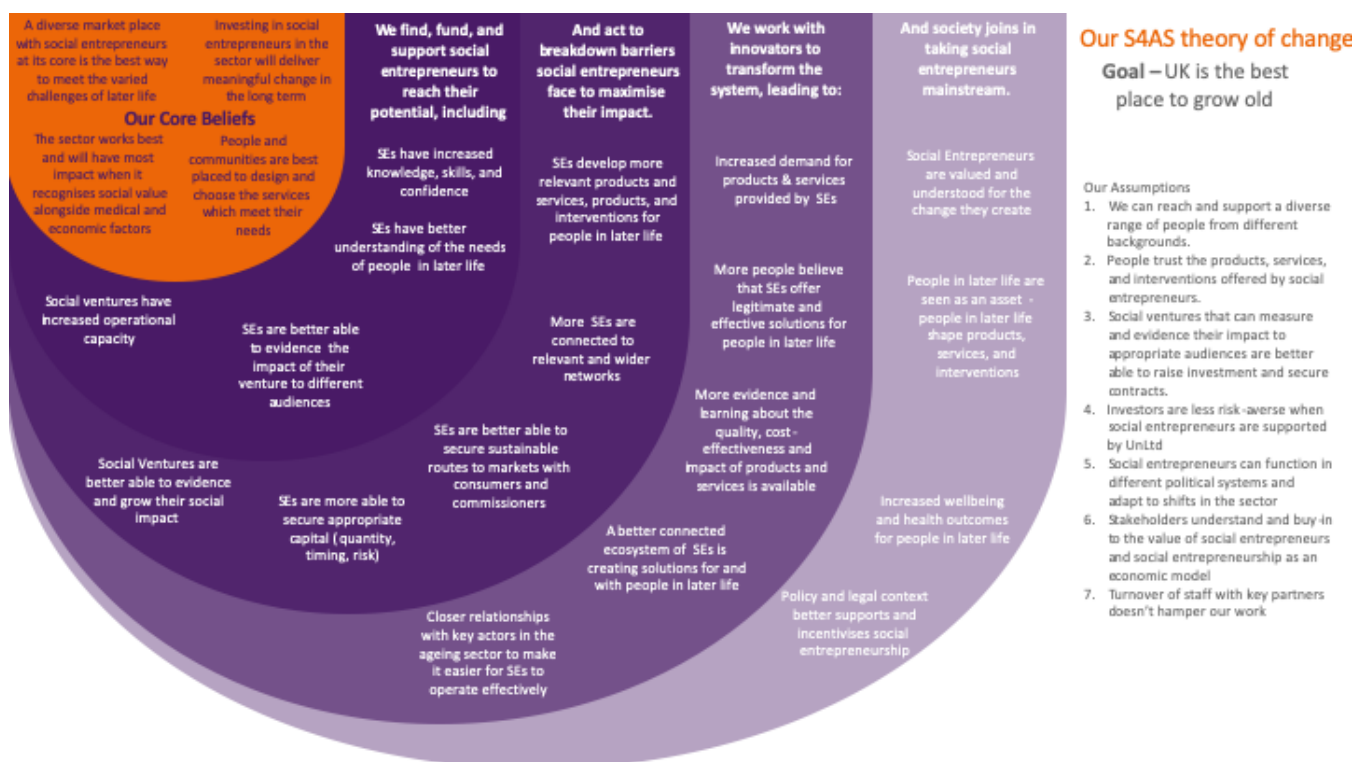 A diverse market place
with social entrepreneurs
at its core is the best way
to meet the varied
challenges of later life
Investing in social
entrepreneurs in the
sector will deliver
meaningful change in
the long term
Our Core Beliefs
The sector works best
and will have most
impact when it
recognises social value
alongside medical and
economic factors
People and
communities are best
placed to design and
choose the services
which meet their
needs
We find, fund, and
support social
entrepreneurs to
reach their
potential, including
SEs have increased
knowledge, skills, and
confidence
SEs have better
understanding of the needs
of people in later life
Social ventures have
increased operational
capacity
SEs are better able
to evidence the
impact of their
venture to different
audiences
And act to
breakdown barriers
social entrepreneurs
face to maximise
their impact.
SEs develop more
relevant products and
services, products, and
interventions for
people in later life
More SEs are
connected to
relevant and wider
networks
SEs are better able to
secure sustainable
routes to markets with
consumers and
commissioners
Social Ventures are
better able to evidence
and grow their social
impact
SEs are more able to
secure appropriate
capital (quantity,
timing, risk)
We work with
innovators to
transform the
system, leading to:
Increased demand for
products & services
provided by SEs
More people believe
that SEs offer
legitimate and
effective solutions for
people in later life
More evidence and
learning about the
quality, cost-
effectiveness and
impact of products and
services is available
A better connected
ecosystem of SEs is
creating solutions for and
with people in later life
Closer relationships
with key actors in the
ageing sector to make
it easier for SEs to
operate effectively
And society joins in
taking social
entrepreneurs
mainstream.
Social Entrepreneurs
are valued and
understood for the
change they create
People in later life are
seen as an asset -
people in later life
shape products,
services, and
interventions
Increased wellbeing
and health outcomes
for people in later life
Policy and legal context
better supports and
incentivises social
entrepreneurship
Our S4AS theory of change
Goal – UK is the best
place to grow old
Our Assumptions
1. We can reach and support a diverse
range of people from different
backgrounds.
2. People trust the products, services,
and interventions offered by social
entrepreneurs.
3. Social ventures that can measure
and evidence their impact to
appropriate audiences are better
able to raise investment and secure
contracts.
4. Investors are less risk-averse when
social entrepreneurs are supported
by UnLtd
5. Social entrepreneurs can function in
different political systems and
adapt to shifts in the sector
6. Stakeholders understand and buy-in
to the value of social entrepreneurs
and social entrepreneurship as an
economic model
7. Turnover of staff with key partners
doesn't hamper our work